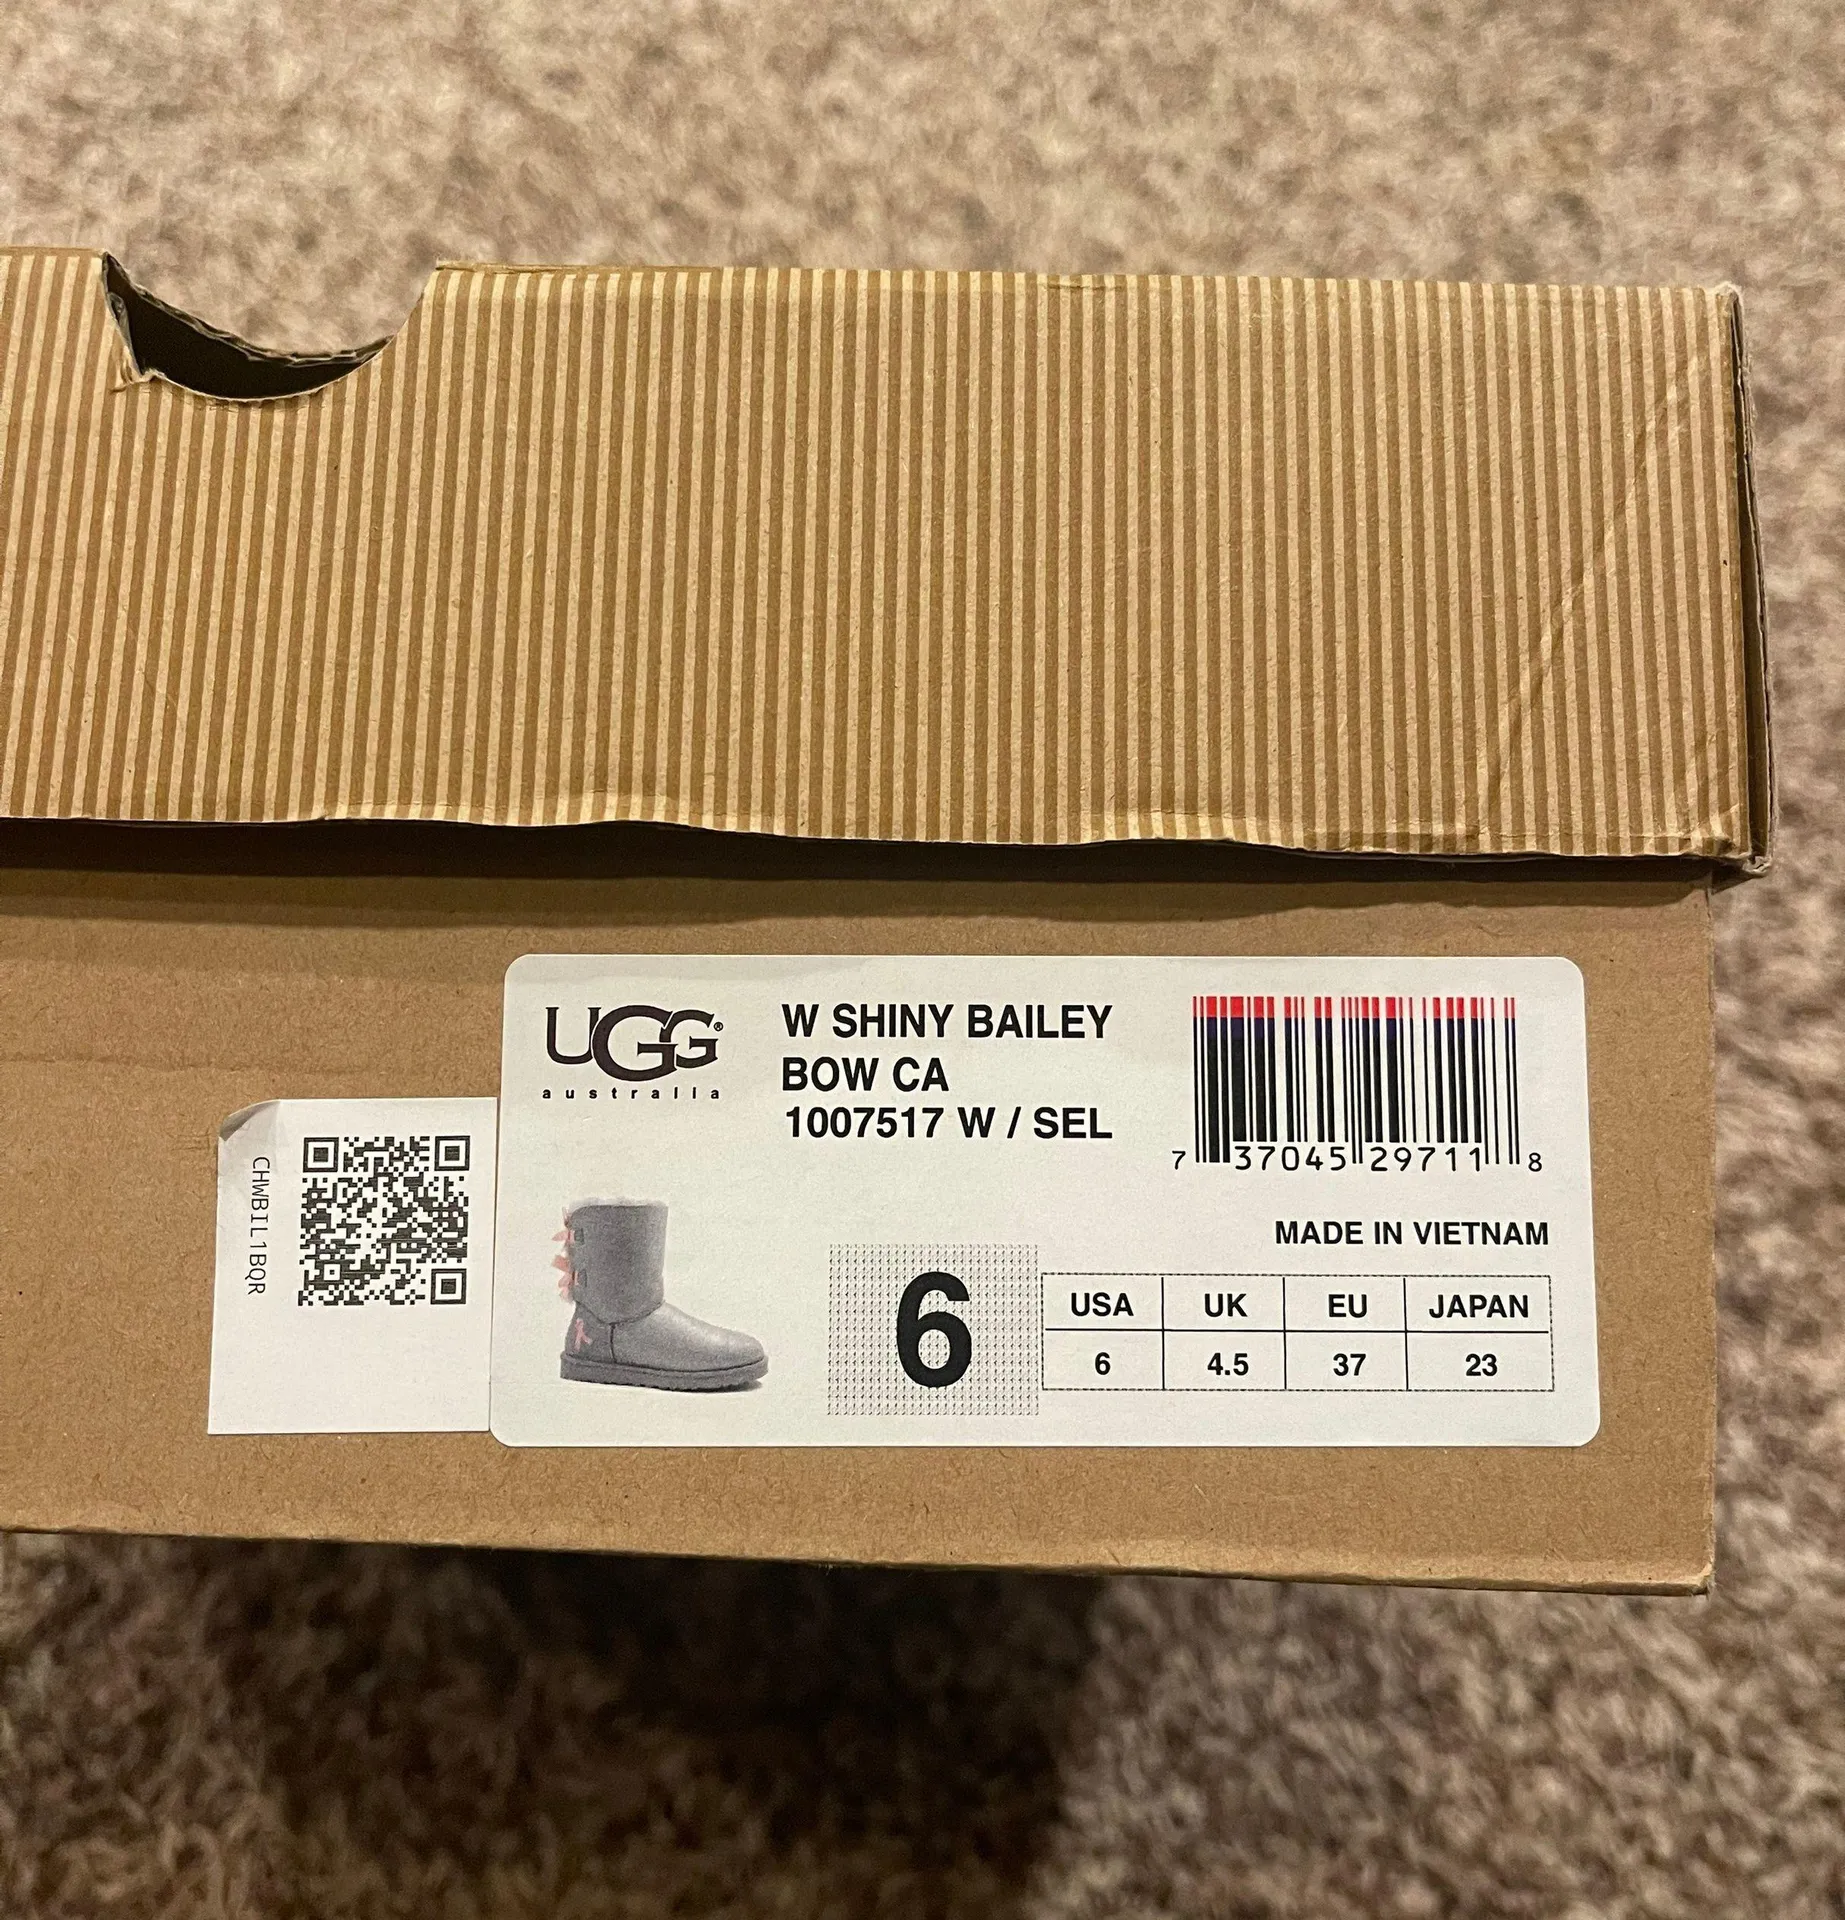 UGG®
australia
W SHINY BAILEY
BOW CA
1007517 W / SEL
7 37045 29711 8
MADE IN VIETNAM
CHWBIL1BQR
6
USA UK EU JAPAN
6 4.5 37 23